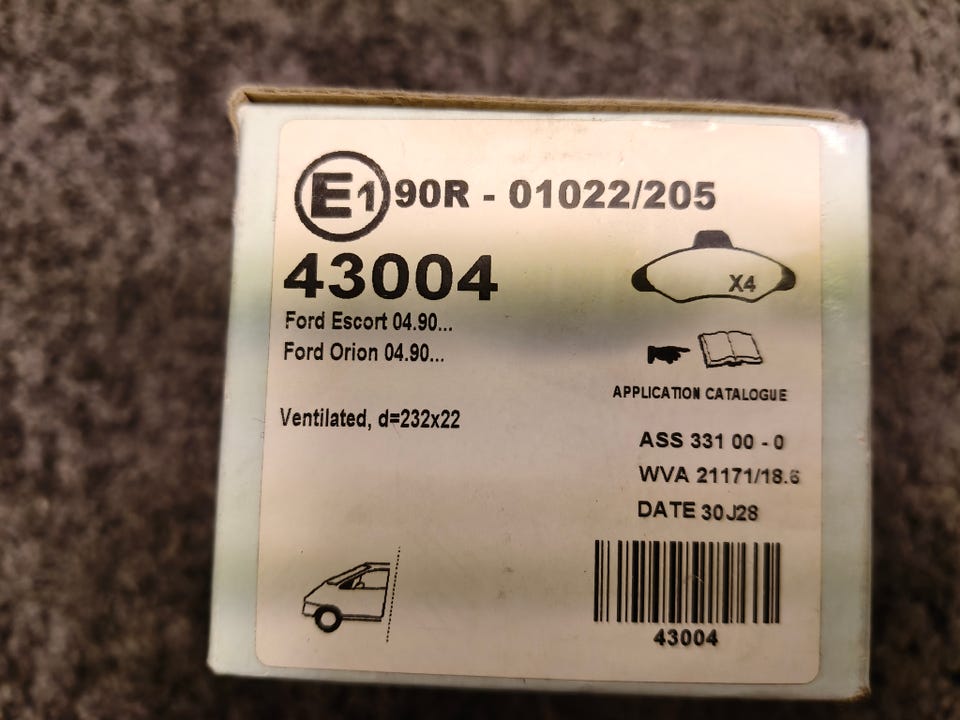 E1 90R - 01022/205
43004
Ford Escort 04.90...
Ford Orion 04.90...
X4
APPLICATION CATALOGUE
Ventilated, d=232x22
ASS 331 00 - 0
WVA 21171/18.6
DATE 30J28
43004